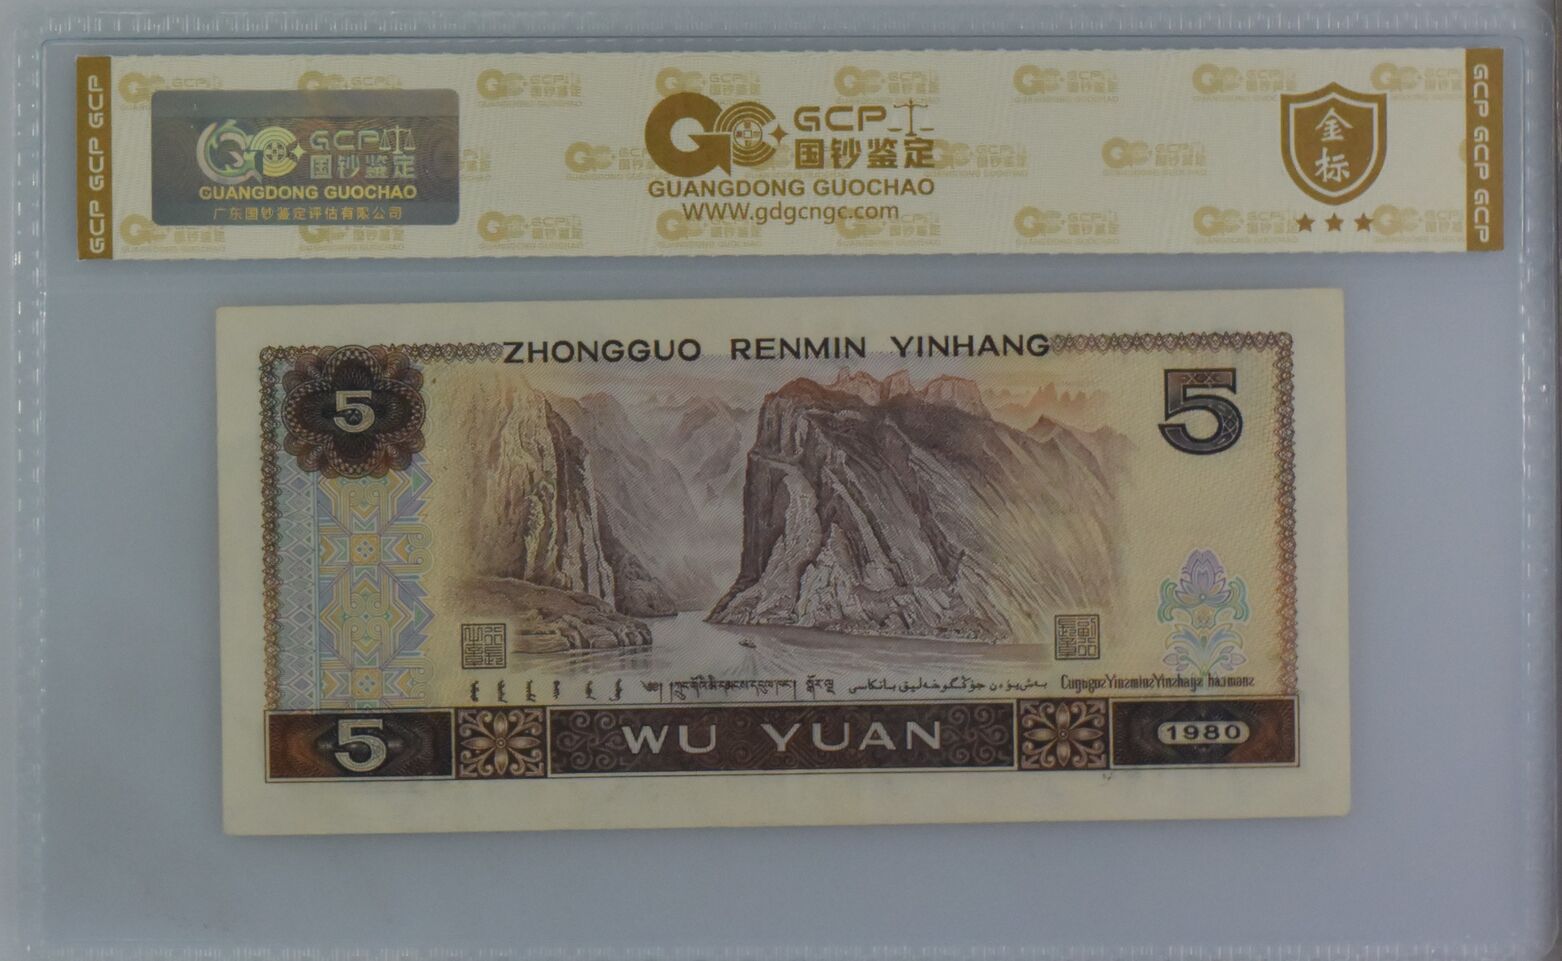 GCP GCP GCP
GCP
国钞鉴定
GUANGDONG GUOCHAO
广东国钞鉴定评估有限公司
GCP
国钞鉴定
GUANGDONG GUOCHAO
WWW.gdgcngc.com
金标
GCP GCP GCP
ZHONGGUO RENMIN YINHANG
5
5
5
WU YUAN
1980